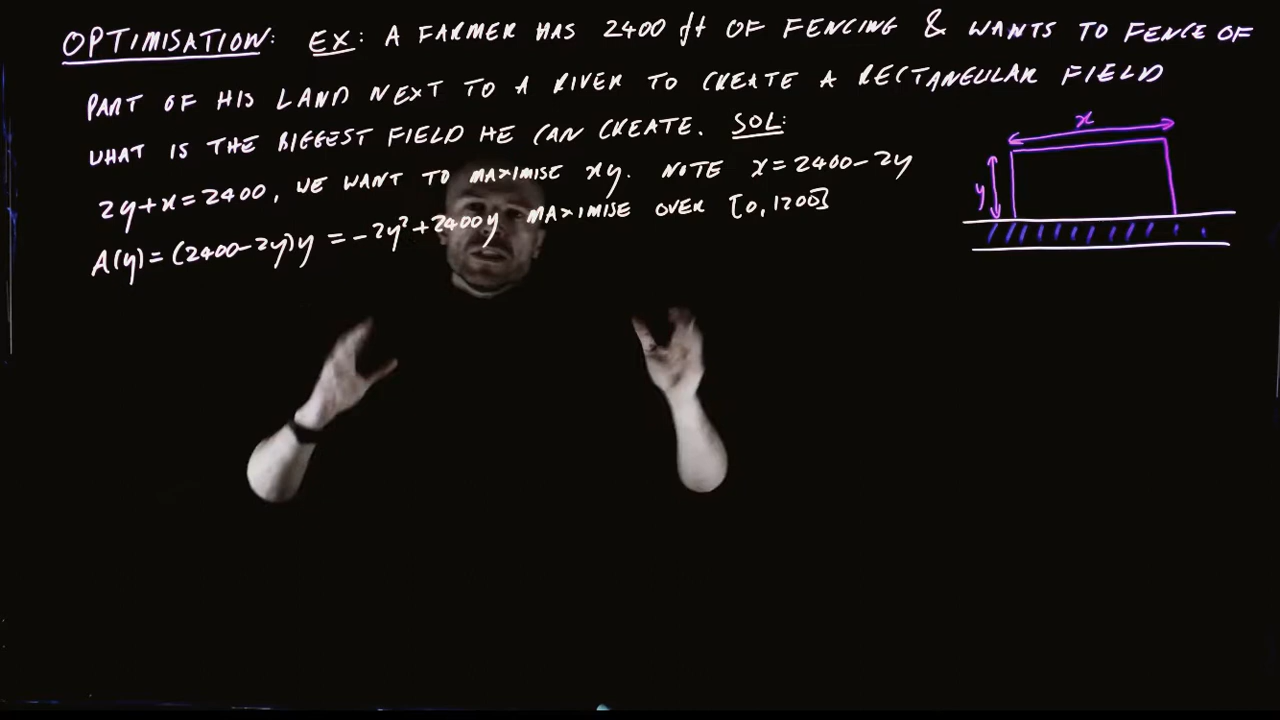 OPTIMISATION: EX: A FARMER HAS 2400 ft OF FENCING & WANTS TO FENCE OF
PART OF HIS LAND NEXT TO A RIVER TO CREATE A RECTANGULAR FIELD
WHAT IS THE BIGGEST FIELD HE CAN CREATE. SOL:
2y+x=2400, WE WANT TO MAXIMISE xy. NOTE x=2400-2y
A(y)=(2400-2y)y = -2y²+2400y MAXIMISE OVER [0,1200]
x
y